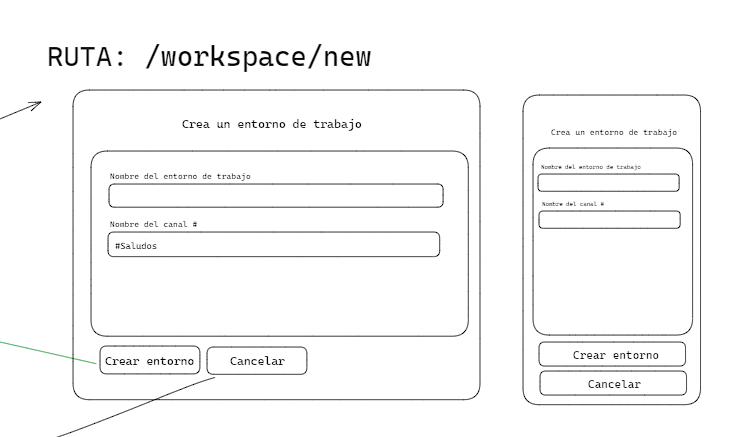 RUTA: /workspace/new
Crea un entorno de trabajo
Nombre del entorno de trabajo
Nombre del canal #
#Saludos
Crear entorno
Cancelar
Crea un entorno de trabajo
Nombre del entorno de trabajo
Nombre del canal #
Crear entorno
Cancelar